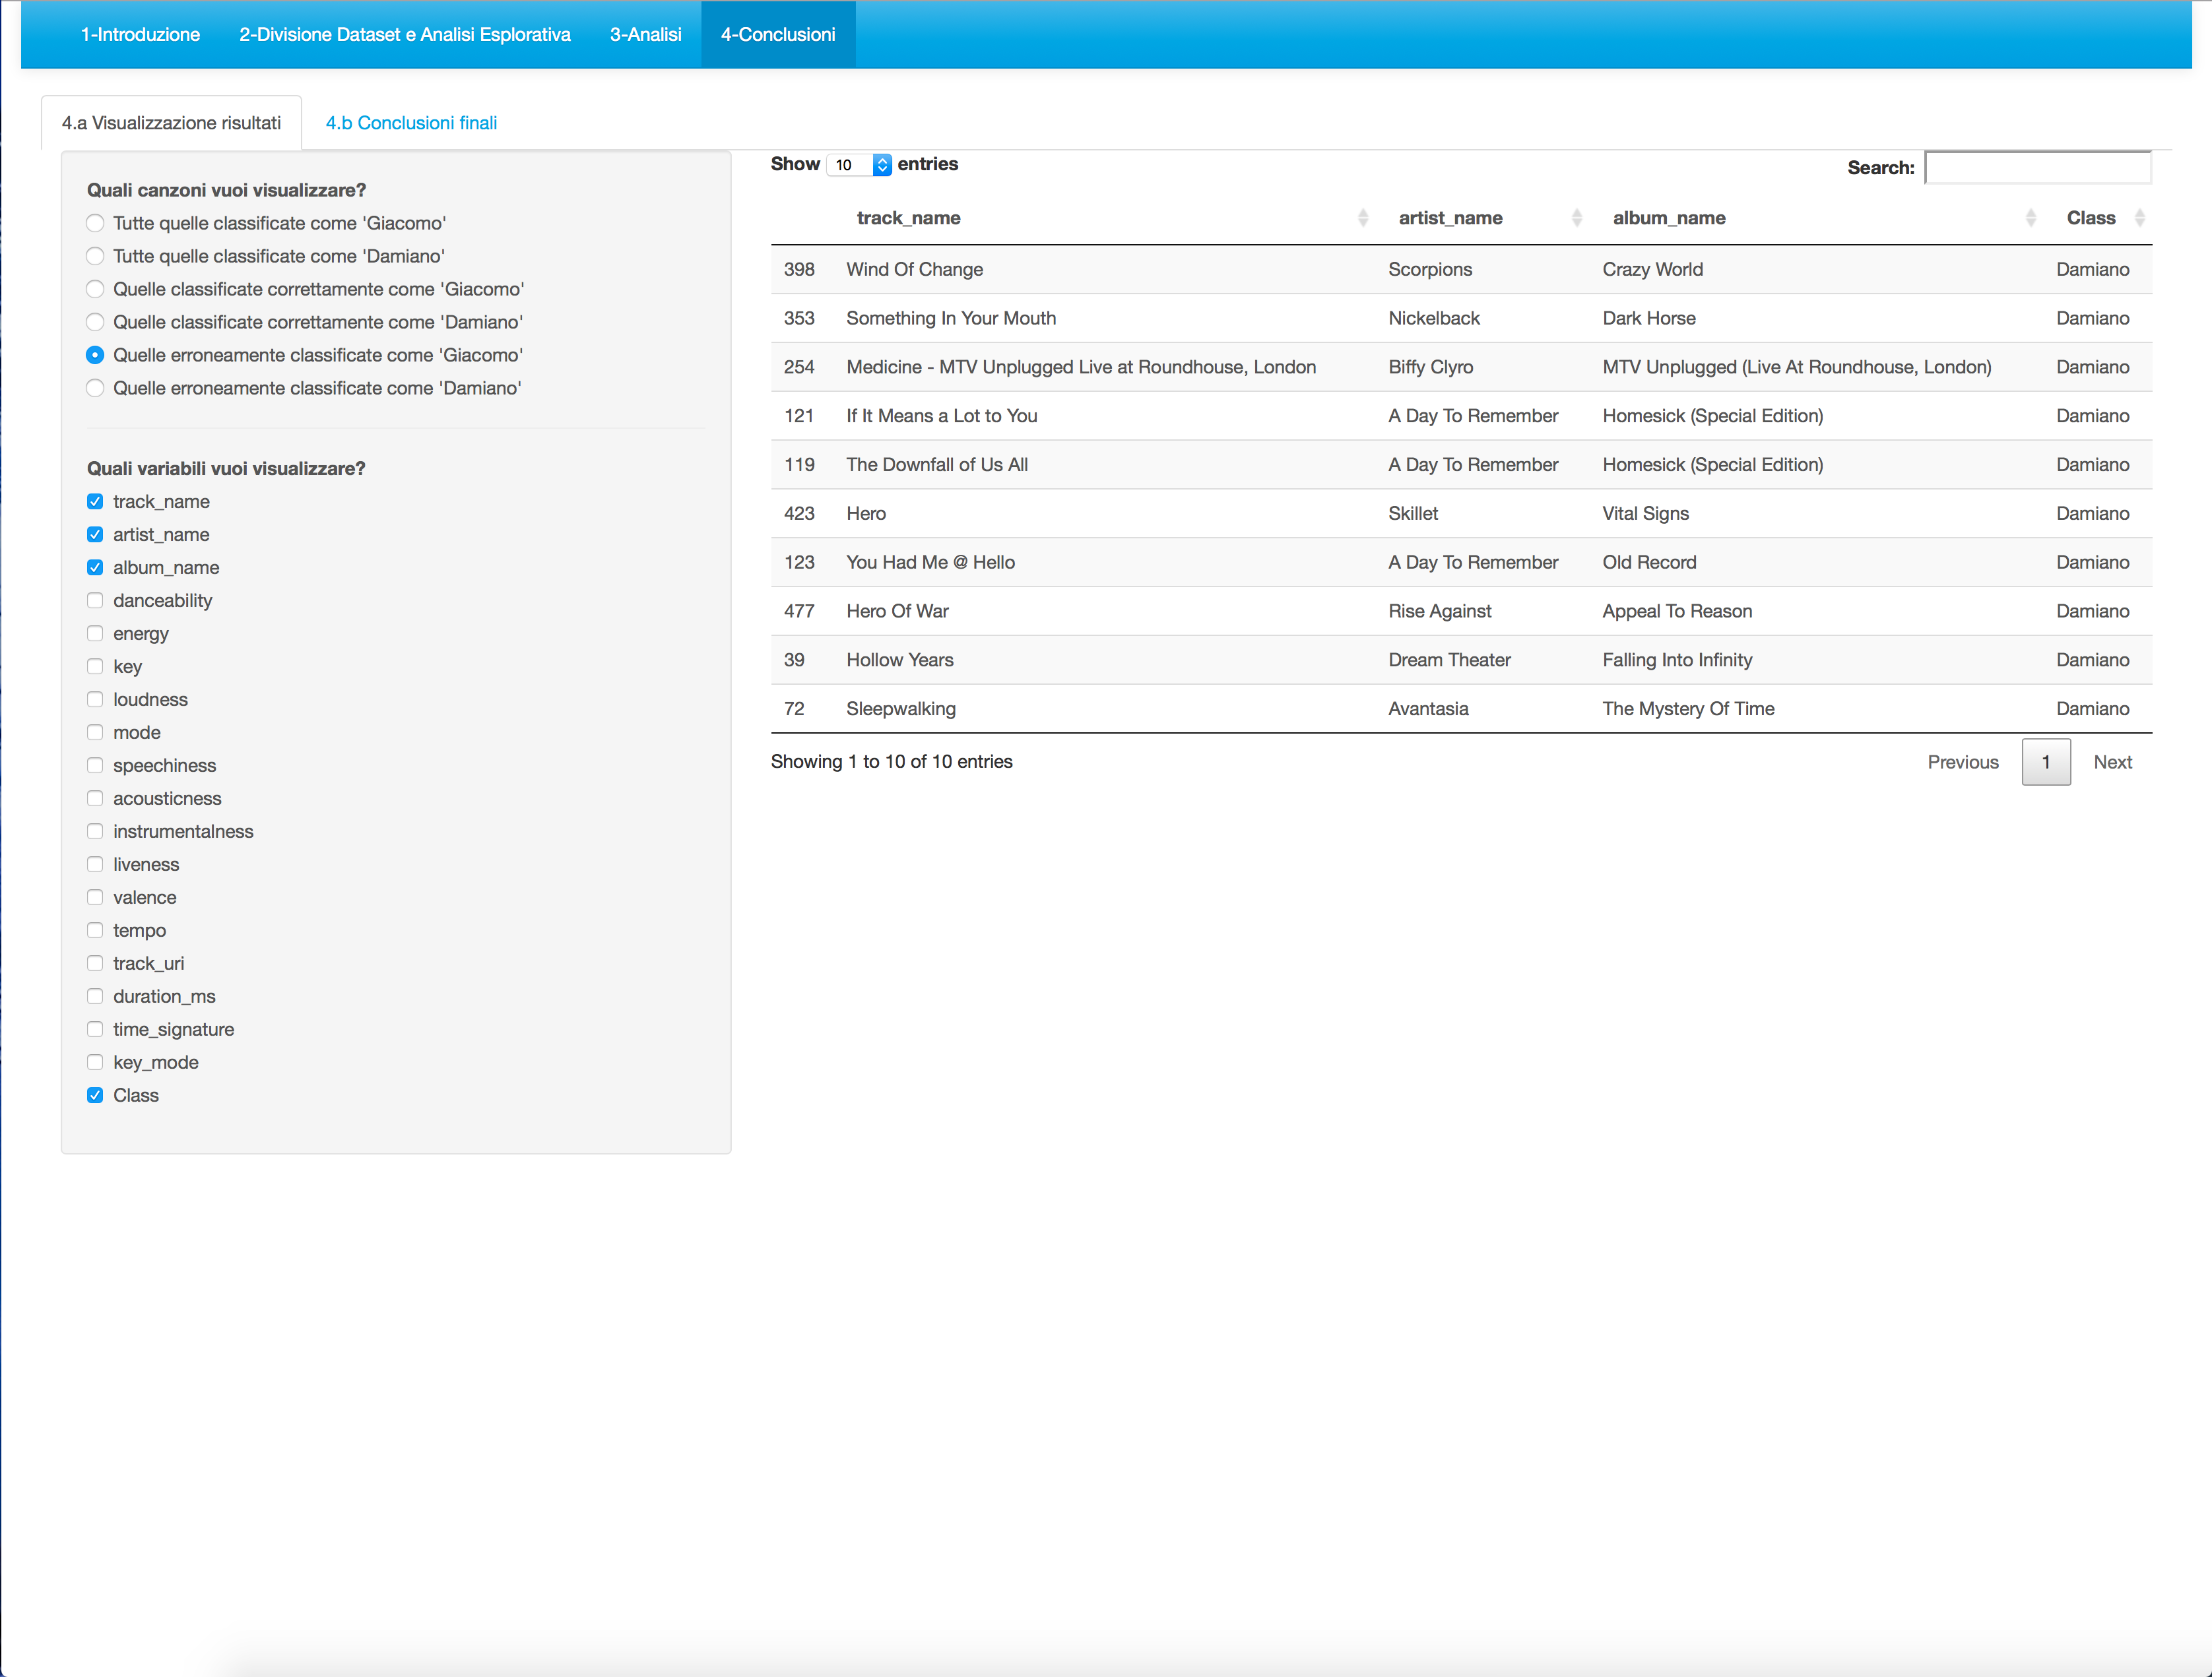 1-Introduzione 2-Divisione Dataset e Analisi Esplorativa 3-Analisi 4-Conclusioni
4.a Visualizzazione risultati 4.b Conclusioni finali
Quali canzoni vuoi visualizzare?
Tutte quelle classificate come 'Giacomo'
Tutte quelle classificate come 'Damiano'
Quelle classificate correttamente come 'Giacomo'
Quelle classificate correttamente come 'Damiano'
Quelle erroneamente classificate come 'Giacomo'
Quelle erroneamente classificate come 'Damiano'
Quali variabili vuoi visualizzare?
track_name
artist_name
album_name
danceability
energy
key
loudness
mode
speechiness
acousticness
instrumentalness
liveness
valence
tempo
track_uri
duration_ms
time_signature
key_mode
Class
Show 10 entries Search:
track_name artist_name album_name Class
398 Wind Of Change Scorpions Crazy World Damiano
353 Something In Your Mouth Nickelback Dark Horse Damiano
254 Medicine - MTV Unplugged Live at Roundhouse, London Biffy Clyro MTV Unplugged (Live At Roundhouse, London) Damiano
121 If It Means a Lot to You A Day To Remember Homesick (Special Edition) Damiano
119 The Downfall of Us All A Day To Remember Homesick (Special Edition) Damiano
423 Hero Skillet Vital Signs Damiano
123 You Had Me @ Hello A Day To Remember Old Record Damiano
477 Hero Of War Rise Against Appeal To Reason Damiano
39 Hollow Years Dream Theater Falling Into Infinity Damiano
72 Sleepwalking Avantasia The Mystery Of Time Damiano
Showing 1 to 10 of 10 entries Previous 1 Next